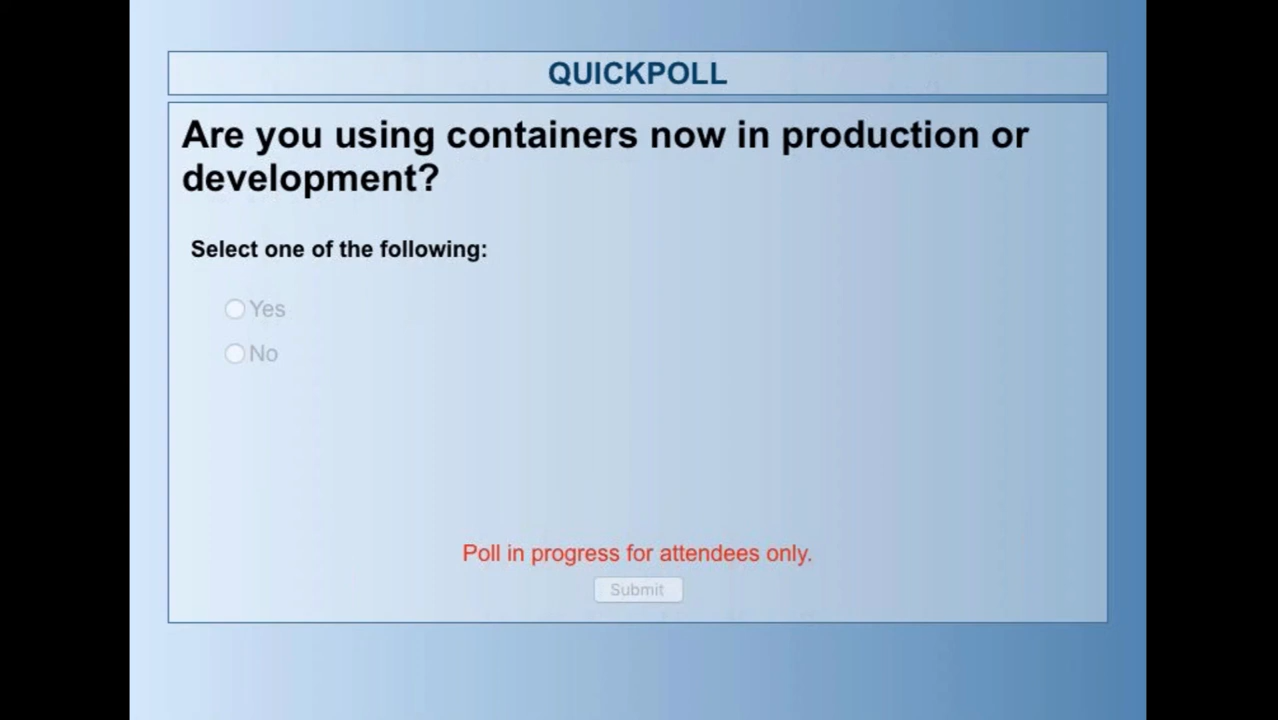 QUICKPOLL
Are you using containers now in production or
development?
Select one of the following:
Yes
No
Poll in progress for attendees only.
Submit